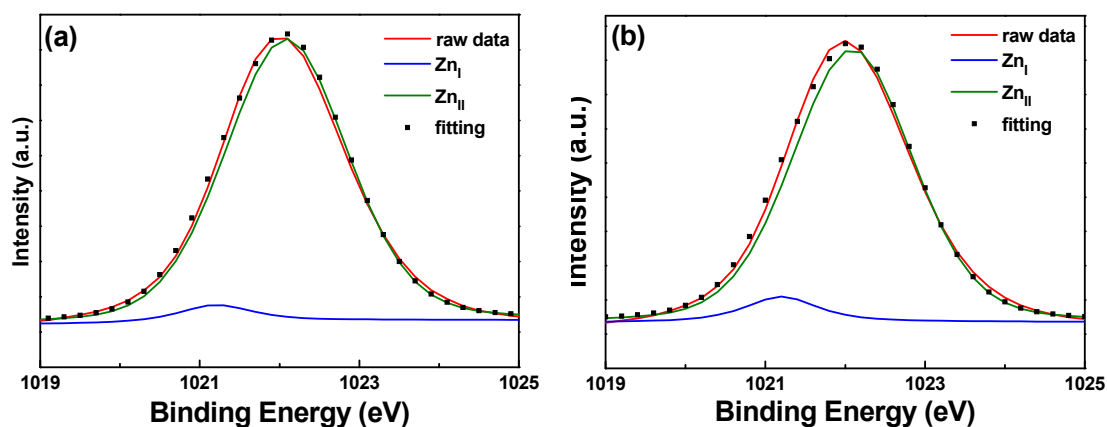 (a)
raw data
Zn_I
Zn_II
fitting
Intensity (a.u.)
1019 1021 1023 1025
Binding Energy (eV)
(b)
raw data
Zn_I
Zn_II
fitting
Intensity (a.u.)
1019 1021 1023 1025
Binding Energy (eV)